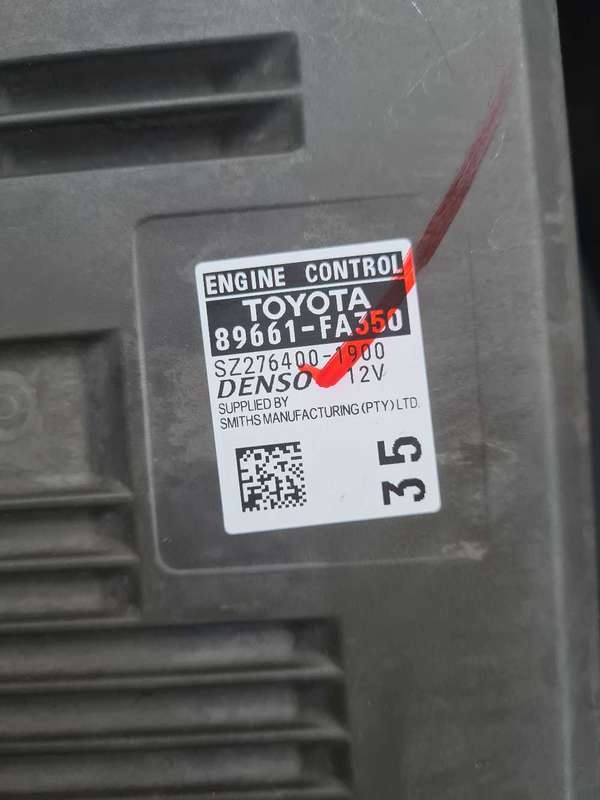 ENGINE CONTROL
TOYOTA
89661-FA350
SZ276400-1900
DENSO 12V
SUPPLIED BY
SMITHS MANUFACTURING (PTY) LTD.
35